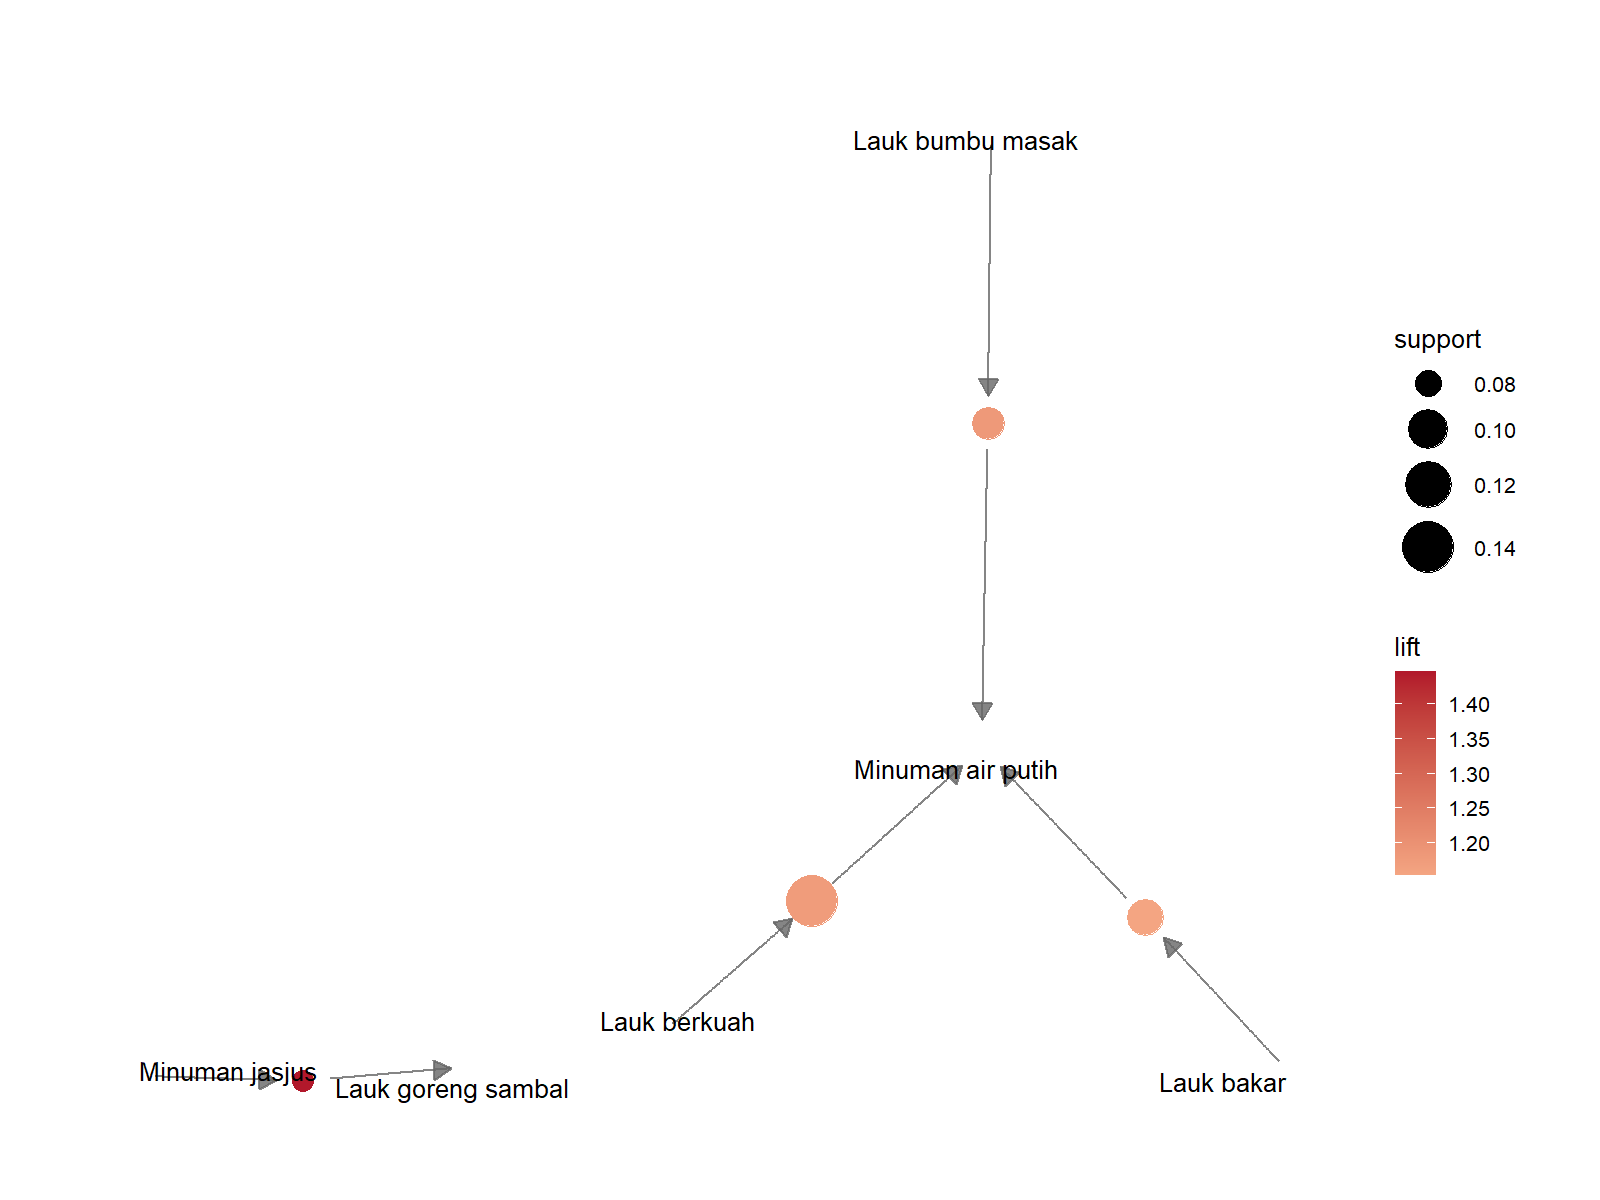 Lauk bumbu masak
Minuman air putih
Lauk berkuah
Minuman jasjus
Lauk goreng sambal
Lauk bakar
support
0.08
0.10
0.12
0.14
lift
1.40
1.35
1.30
1.25
1.20